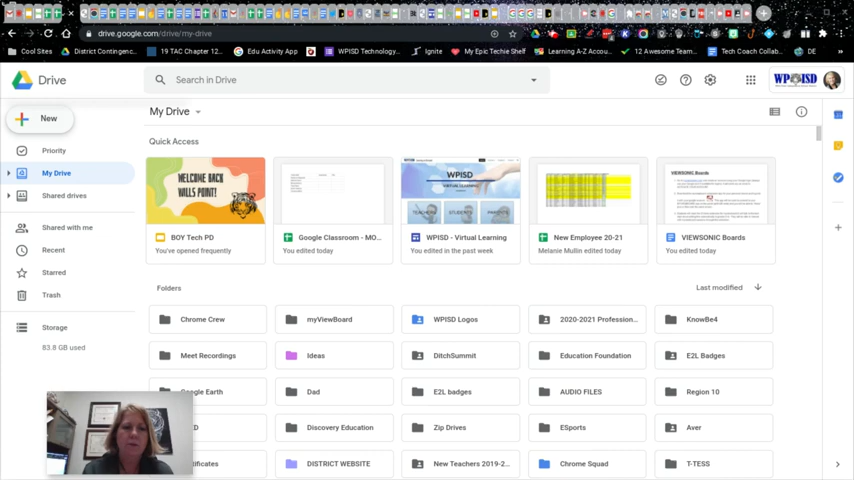 drive.google.com/drive/my-drive
Cool Sites
District Contingenc...
19 TAC Chapter 12...
Edu Activity App
WPISD Technology...
Ignite
My Epic Techie Shelf
Learning A-Z Accou...
12 Awesome Team...
Tech Coach Collab...
DE
Drive
Search in Drive
WPISD
New
My Drive
Priority
My Drive
Shared drives
Shared with me
Recent
Starred
Trash
Storage
83.8 GB used
Quick Access
WELCOME BACK
WILLS POINT!
BOY Tech PD
You've opened frequently
Google Classroom - MO...
You edited today
WPISD
VIRTUAL LEARNING
TEACHERS
STUDENTS
PARENTS
WPISD - Virtual Learning
You edited in the past week
New Employee 20-21
Melanie Mullin edited today
VIEWSONIC Boards
VIEWSONIC Boards
You edited today
Folders
Last modified
Chrome Crew
myViewBoard
WPISD Logos
2020-2021 Profession...
KnowBe4
Meet Recordings
Ideas
DitchSummit
Education Foundation
E2L Badges
Google Earth
Dad
E2L badges
AUDIO FILES
Region 10
Discovery Education
Zip Drives
ESports
Aver
DISTRICT WEBSITE
New Teachers 2019-2...
Chrome Squad
T-TESS